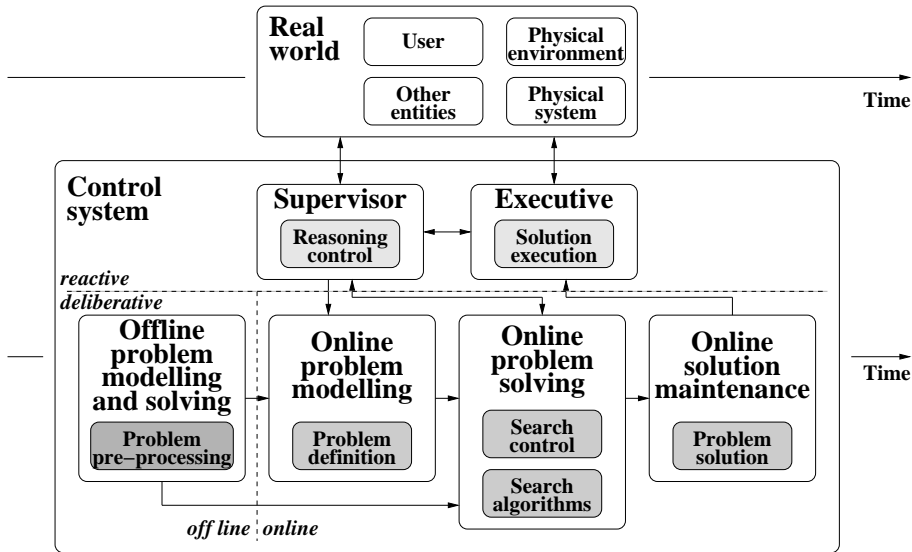 Real
world
User
Physical
environment
Other
entities
Physical
system
Time
Control
system
Supervisor
Reasoning
control
Executive
Solution
execution
reactive
deliberative
Offline
problem
modelling
and solving
Problem
pre−processing
Online
problem
modelling
Problem
definition
Online
problem
solving
Search
control
Search
algorithms
Online
solution
maintenance
Problem
solution
Time
off line
online